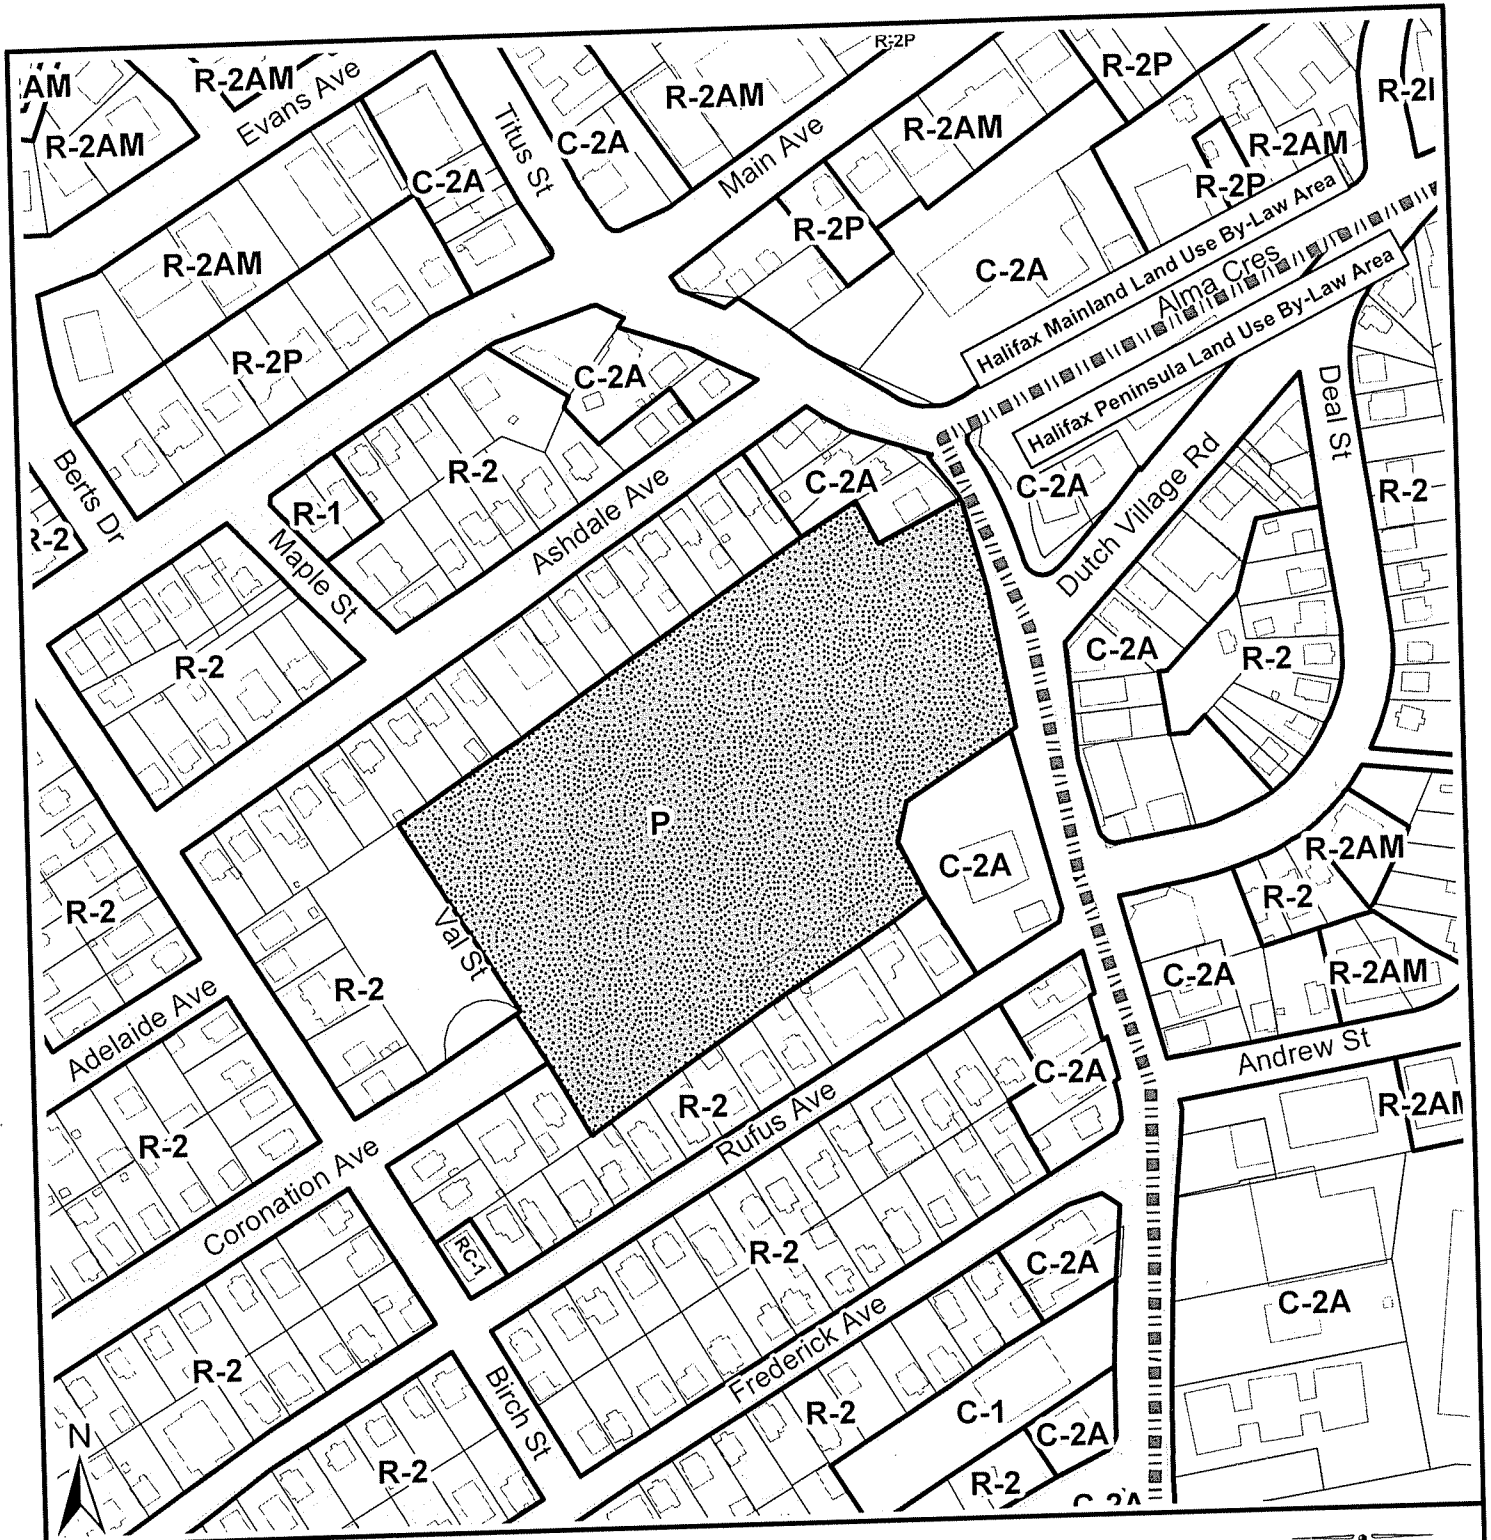 R-2P
AM
R-2AM
Evans Ave
R-2AM
Titus St
C-2A
R-2AM
Main Ave
R-2AM
R-2P
R-2AM
R-2P
C-2A
R-2P
R-2AM
C-2A
Halifax Mainland Land Use By-Law Area
Alma Cres
Halifax Peninsula Land Use By-Law Area
R-2P
C-2A
Deal St
Berts Dr
R-2
R-1
R-2
Maple St
Ashdale Ave
C-2A
C-2A
Dutch Village Rd
R-2
R-2
C-2A
R-2
P
C-2A
R-2AM
R-2
R-2
Val St
R-2
C-2A
R-2AM
Adelaide Ave
Andrew St
R-2
R-2
Rufus Ave
C-2A
Coronation Ave
RC-1
R-2
C-2A
C-2A
R-2
Birch St
Frederick Ave
R-2
C-1
C-2A
N
R-2
R-2
C-2A